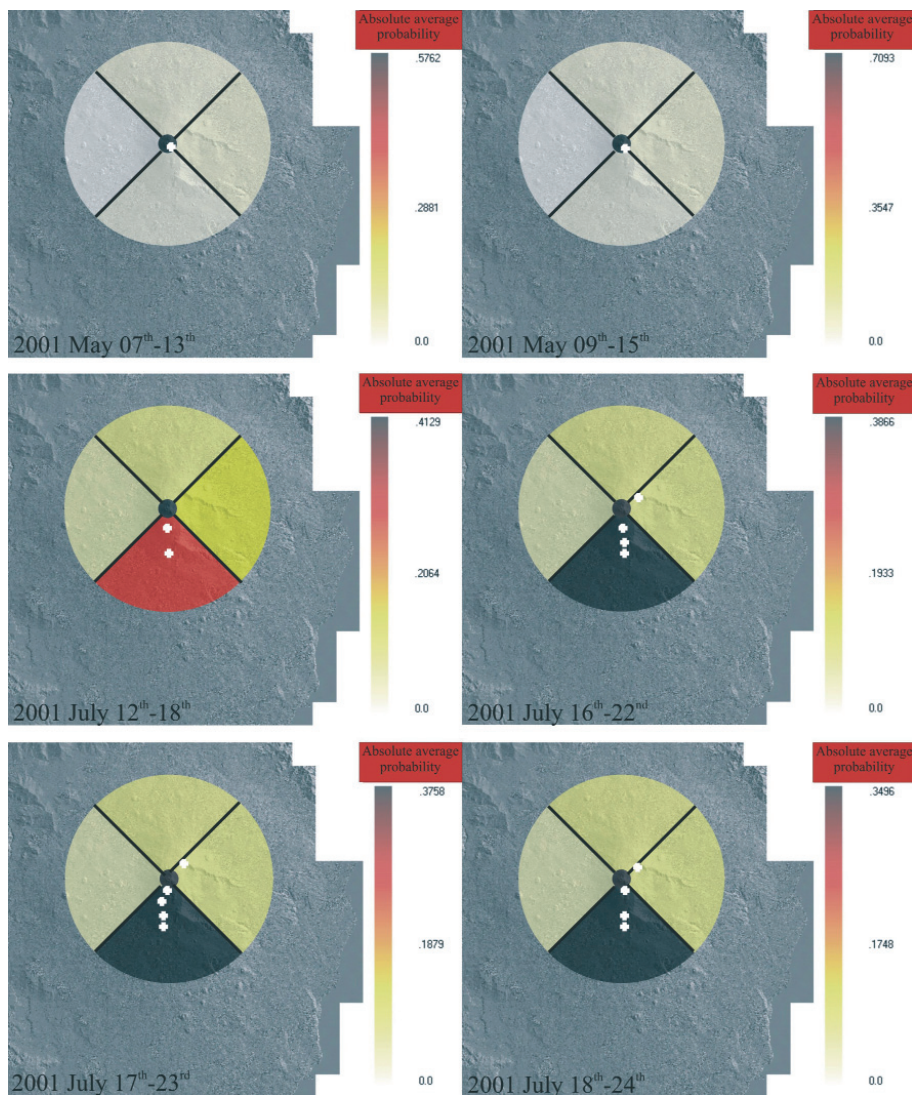 Absolute average
probability
.5762
.2881
0.0
2001 May 07th-13th
Absolute average
probability
.7093
.3547
0.0
2001 May 09th-15th
Absolute average
probability
.4129
.2064
0.0
2001 July 12th-18th
Absolute average
probability
.3866
.1933
0.0
2001 July 16th-22nd
Absolute average
probability
.3758
.1879
0.0
2001 July 17th-23rd
Absolute average
probability
.3496
.1748
0.0
2001 July 18th-24th